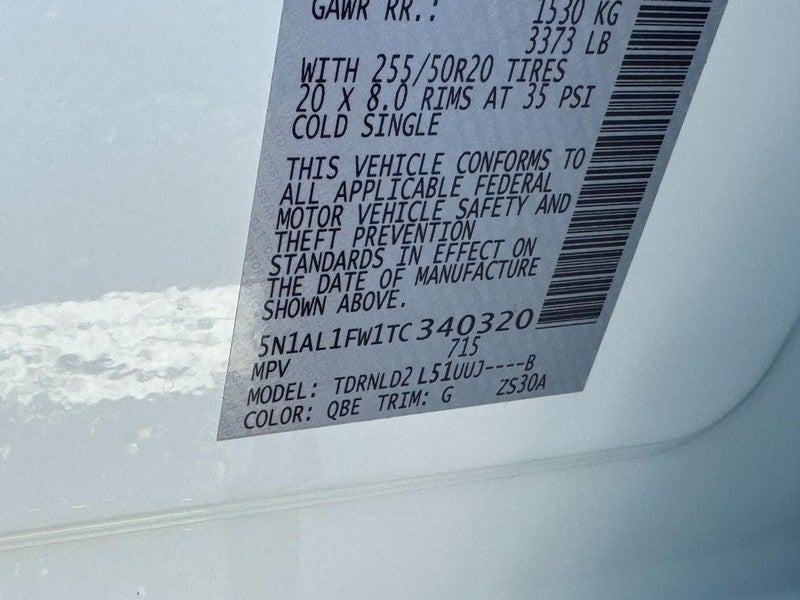 GAWR RR.: 1530 KG
3373 LB
WITH 255/50R20 TIRES
20 X 8.0 RIMS AT 35 PSI
COLD SINGLE
THIS VEHICLE CONFORMS TO
ALL APPLICABLE FEDERAL
MOTOR VEHICLE SAFETY AND
THEFT PREVENTION
STANDARDS IN EFFECT ON
THE DATE OF MANUFACTURE
SHOWN ABOVE.
5N1AL1FW1TC340320
MPV 715
MODEL: TDRNLD2 L51UUJ----B
COLOR: QBE TRIM: G ZS30A